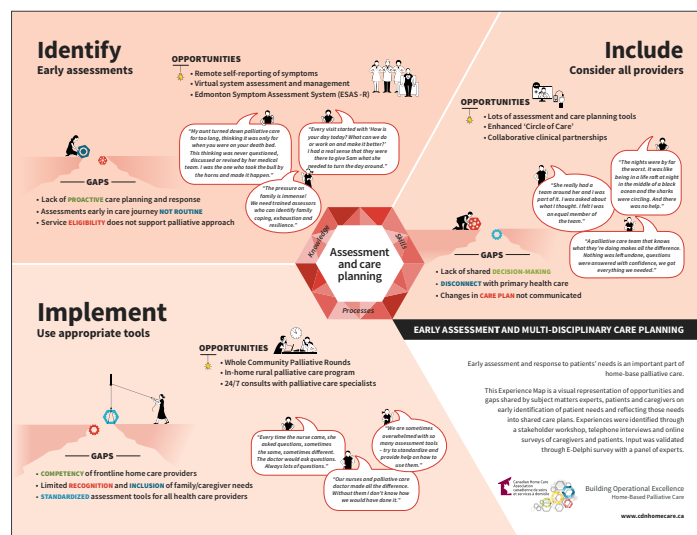 Identify
Early assessments
OPPORTUNITIES
• Remote self-reporting of symptoms
• Virtual system assessment and management
• Edmonton Symptom Assessment System (ESAS -R)
"My aunt turned down palliative care
for too long, thinking it was only for
when you were on your death bed.
This thinking was never questioned,
discussed or revised by her medical
team. I was the one who took the bull by
the horns and made it happen."
"Every visit started with 'How is
your day today? What can we do
or work on and make it better?'
I had a real sense that they were
there to give Sam what she
needed to turn the day around."
"The pressure on
family is immense!
We need trained assessors
who can identify family
coping, exhaustion and
resilience."
GAPS
• Lack of PROACTIVE care planning and response
• Assessments early in care journey NOT ROUTINE
• Service ELIGIBILITY does not support palliative approach
Include
Consider all providers
OPPORTUNITIES
• Lots of assessment and care planning tools
• Enhanced 'Circle of Care'
• Collaborative clinical partnerships
"She really had a
team around her and I was
part of it. I was asked about
what I thought. I felt I was
an equal member of
the team."
"The nights were by far
the worst. It was like
being in a life raft at night
in the middle of a black
ocean and the sharks
were circling. And there
was no help."
"A palliative care team that knows
what they're doing makes all the difference.
Nothing was left undone, questions
were answered with confidence, we got
everything we needed."
GAPS
• Lack of shared DECISION-MAKING
• DISCONNECT with primary health care
• Changes in CARE PLAN not communicated
Knowledge
Skills
Assessment
and care
planning
Processes
Implement
Use appropriate tools
OPPORTUNITIES
• Whole Community Palliative Rounds
• In-home rural palliative care program
• 24/7 consults with palliative care specialists
"Every time the nurse came, she
asked questions, sometimes
the same, sometimes different.
The doctor would ask questions.
Always lots of questions."
"We are sometimes
overwhelmed with so
many assessment tools
– try to standardize and
provide help on how to
use them."
"Our nurses and palliative care
doctor made all the difference.
Without them I don't know how
we would have done it."
GAPS
• COMPETENCY of frontline home care providers
• Limited RECOGNITION and INCLUSION of family/caregiver needs
• STANDARDIZED assessment tools for all health care providers
EARLY ASSESSMENT AND MULTI-DISCIPLINARY CARE PLANNING
Early assessment and response to patients' needs is an important part of
home-base palliative care.
This Experience Map is a visual representation of opportunities and
gaps shared by subject matters experts, patients and caregivers on
early identification of patient needs and reflecting those needs
into shared care plans. Experiences were identified through
a stakeholder workshop, telephone interviews and online
surveys of caregivers and patients. Input was validated
through E-Delphi survey with a panel of experts.
Canadian Home Care
Association
canadienne de soins
et services à domicile
Building Operational Excellence
Home-Based Palliative Care
www.cdnhomecare.ca